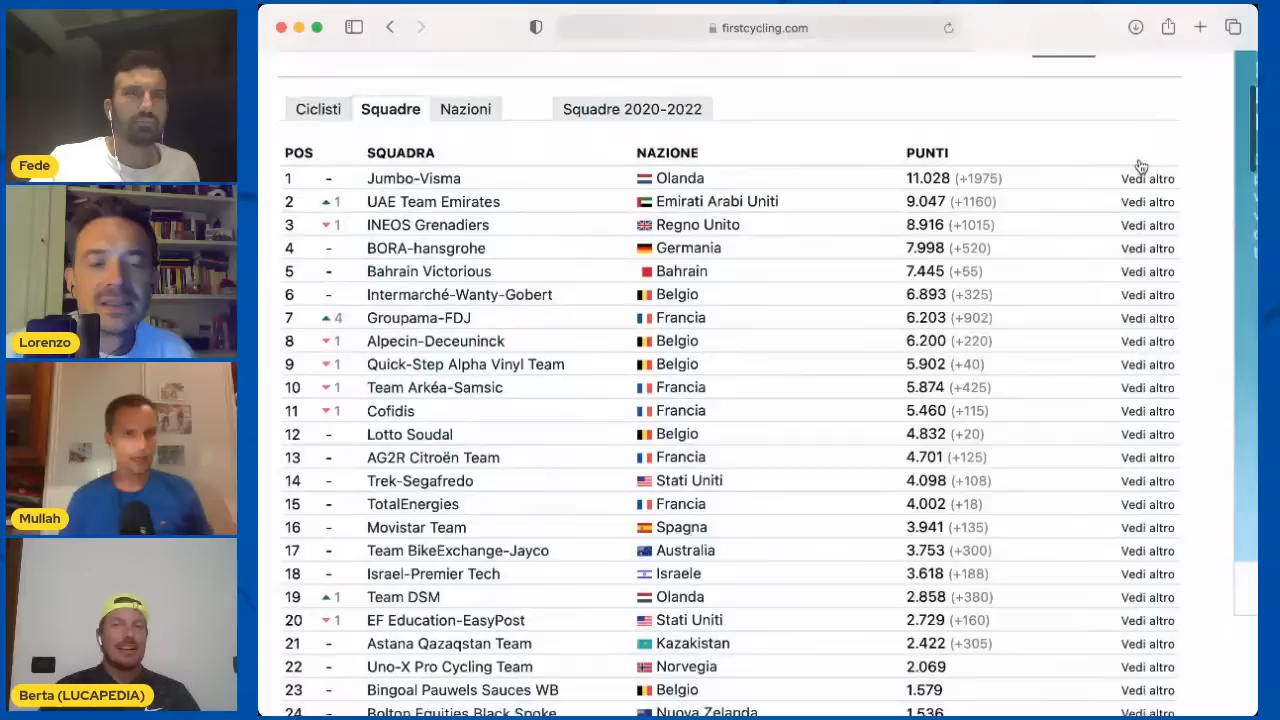 Fede
Lorenzo
Mullah
Berta (LUCAPEDIA)
firstcycling.com
Ciclisti Squadre Nazioni Squadre 2020-2022
POS SQUADRA NAZIONE PUNTI
1 - Jumbo-Visma Olanda 11.028 (+1975) Vedi altro
2 ▲ 1 UAE Team Emirates Emirati Arabi Uniti 9.047 (+1160) Vedi altro
3 ▼ 1 INEOS Grenadiers Regno Unito 8.916 (+1015) Vedi altro
4 - BORA-hansgrohe Germania 7.998 (+520) Vedi altro
5 - Bahrain Victorious Bahrain 7.445 (+55) Vedi altro
6 - Intermarché-Wanty-Gobert Belgio 6.893 (+325) Vedi altro
7 ▲ 4 Groupama-FDJ Francia 6.203 (+902) Vedi altro
8 ▼ 1 Alpecin-Deceuninck Belgio 6.200 (+220) Vedi altro
9 ▼ 1 Quick-Step Alpha Vinyl Team Belgio 5.902 (+40) Vedi altro
10 ▼ 1 Team Arkéa-Samsic Francia 5.874 (+425) Vedi altro
11 ▼ 1 Cofidis Francia 5.460 (+115) Vedi altro
12 - Lotto Soudal Belgio 4.832 (+20) Vedi altro
13 - AG2R Citroën Team Francia 4.701 (+125) Vedi altro
14 - Trek-Segafredo Stati Uniti 4.098 (+108) Vedi altro
15 - TotalEnergies Francia 4.002 (+18) Vedi altro
16 - Movistar Team Spagna 3.941 (+135) Vedi altro
17 - Team BikeExchange-Jayco Australia 3.753 (+300) Vedi altro
18 - Israel-Premier Tech Israele 3.618 (+188) Vedi altro
19 ▲ 1 Team DSM Olanda 2.858 (+380) Vedi altro
20 ▼ 1 EF Education-EasyPost Stati Uniti 2.729 (+160) Vedi altro
21 - Astana Qazaqstan Team Kazakistan 2.422 (+305) Vedi altro
22 - Uno-X Pro Cycling Team Norvegia 2.069 Vedi altro
23 - Bingoal Pauwels Sauces WB Belgio 1.579 Vedi altro
24 - Bolton Equities Black Spoke Nuova Zelanda 1.536 Vedi altro